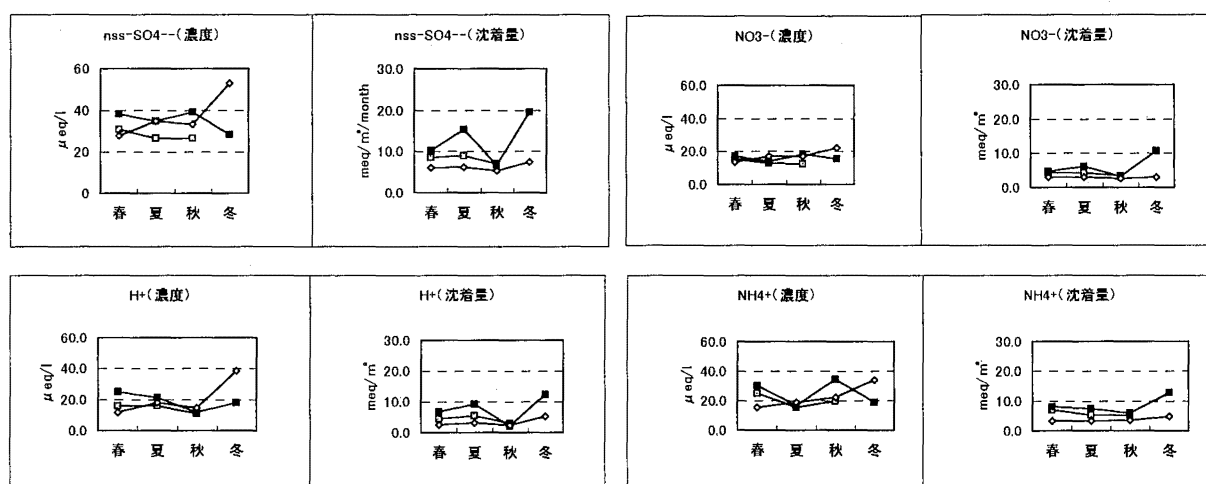 nss-SO4--(濃度)
60
40
20
0
μeq/l
春 夏 秋 冬
nss-SO4--(沈着量)
30.0
20.0
10.0
0.0
meq/㎡/month
春 夏 秋 冬
NO3-(濃度)
60.0
40.0
20.0
0.0
μeq/l
春 夏 秋 冬
NO3-(沈着量)
30.0
20.0
10.0
0.0
meq/㎡
春 夏 秋 冬
H+(濃度)
60.0
40.0
20.0
0.0
μeq/l
春 夏 秋 冬
H+(沈着量)
30.0
20.0
10.0
0.0
meq/㎡
春 夏 秋 冬
NH4+(濃度)
60.0
40.0
20.0
0.0
μeq/l
春 夏 秋 冬
NH4+(沈着量)
30.0
20.0
10.0
0.0
meq/㎡
春 夏 秋 冬